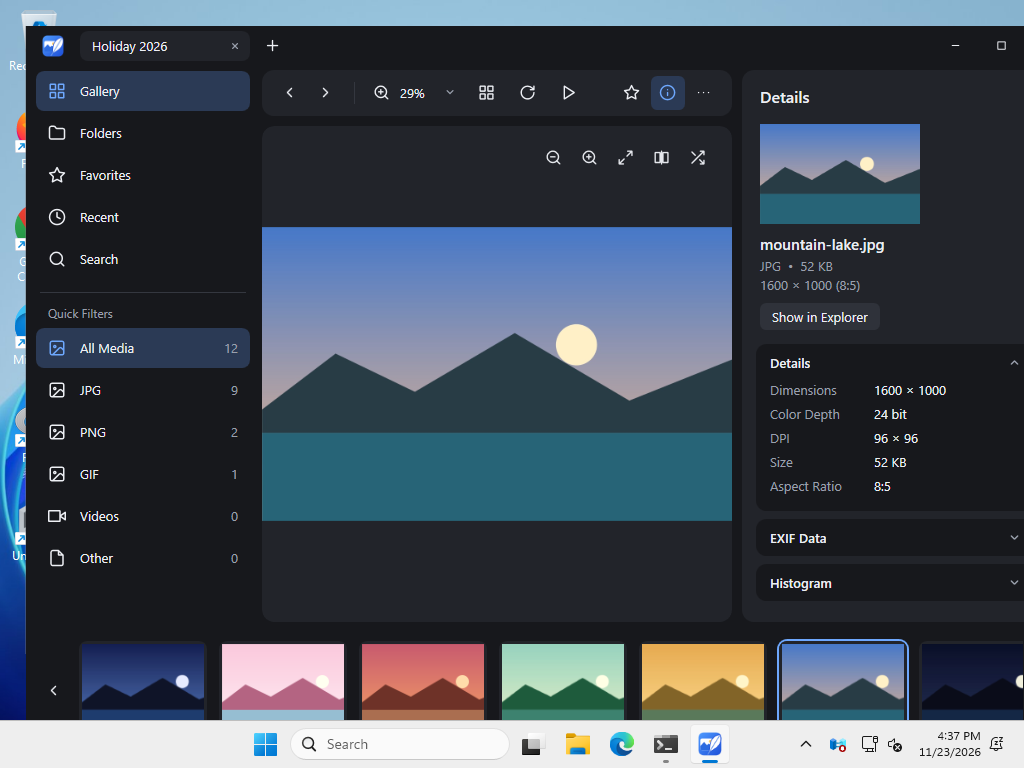 Holiday 2026
Gallery
Folders
Favorites
Recent
Search
Quick Filters
All Media 12
JPG 9
PNG 2
GIF 1
Videos 0
Other 0
29%
Details
mountain-lake.jpg
JPG • 52 KB
1600 × 1000 (8:5)
Show in Explorer
Details
Dimensions 1600 × 1000
Color Depth 24 bit
DPI 96 × 96
Size 52 KB
Aspect Ratio 8:5
EXIF Data
Histogram
Search
4:37 PM
11/23/2026